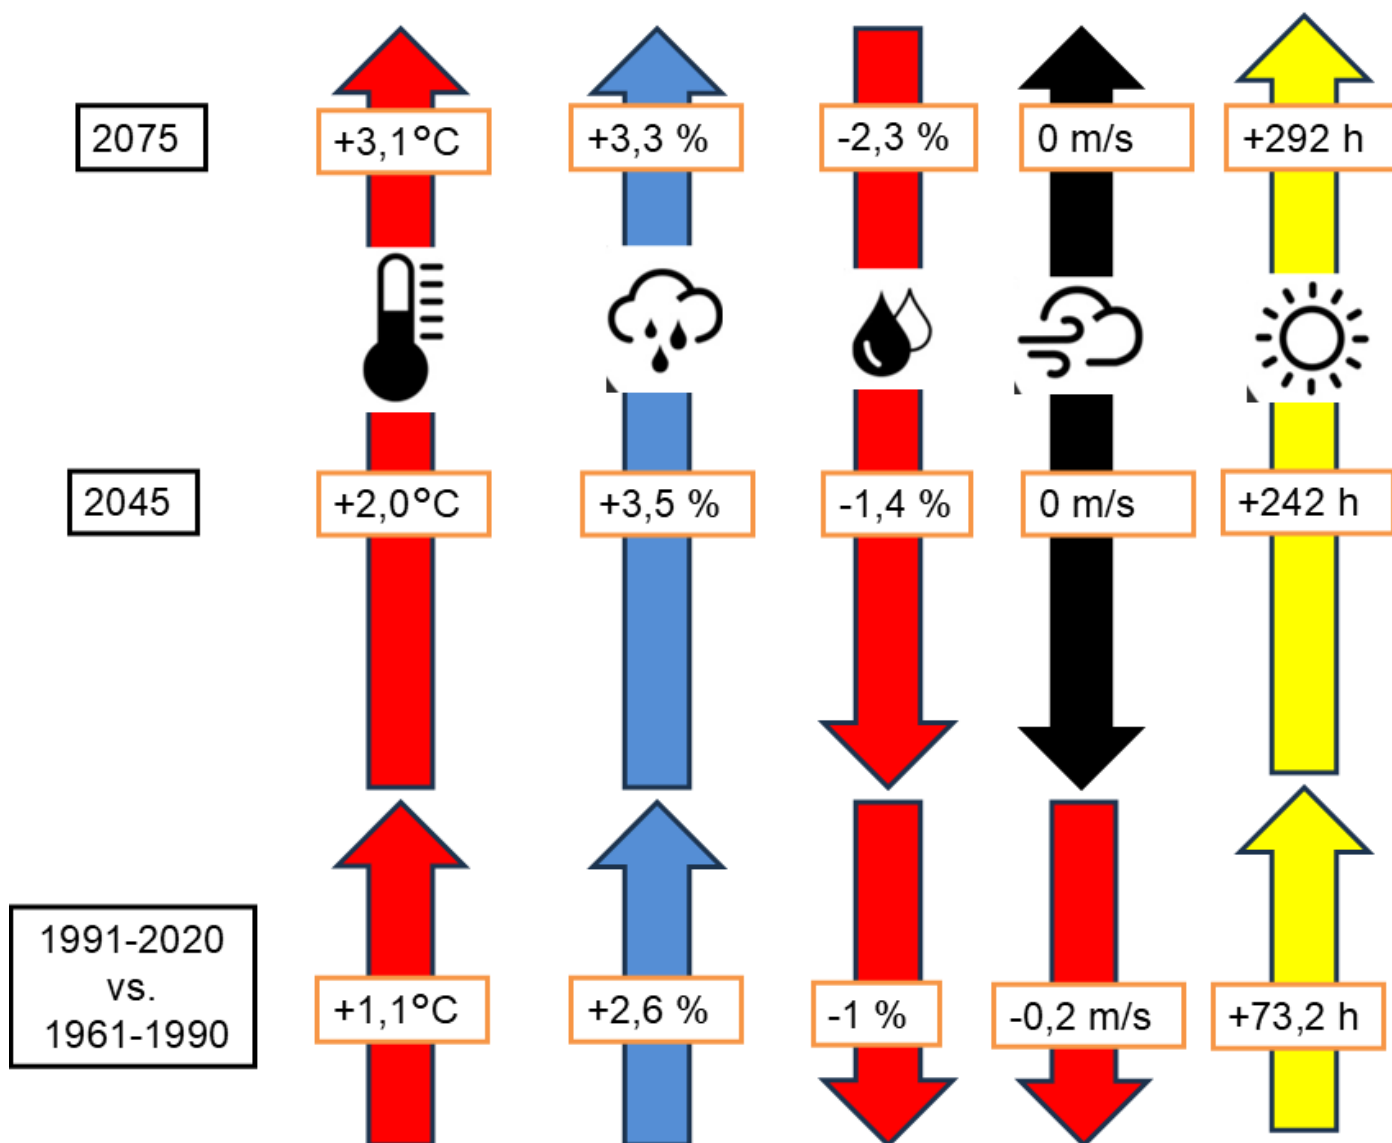 2075
+3,1°C
+3,3 %
-2,3 %
0 m/s
+292 h
2045
+2,0°C
+3,5 %
-1,4 %
0 m/s
+242 h
1991-2020
vs.
1961-1990
+1,1°C
+2,6 %
-1 %
-0,2 m/s
+73,2 h